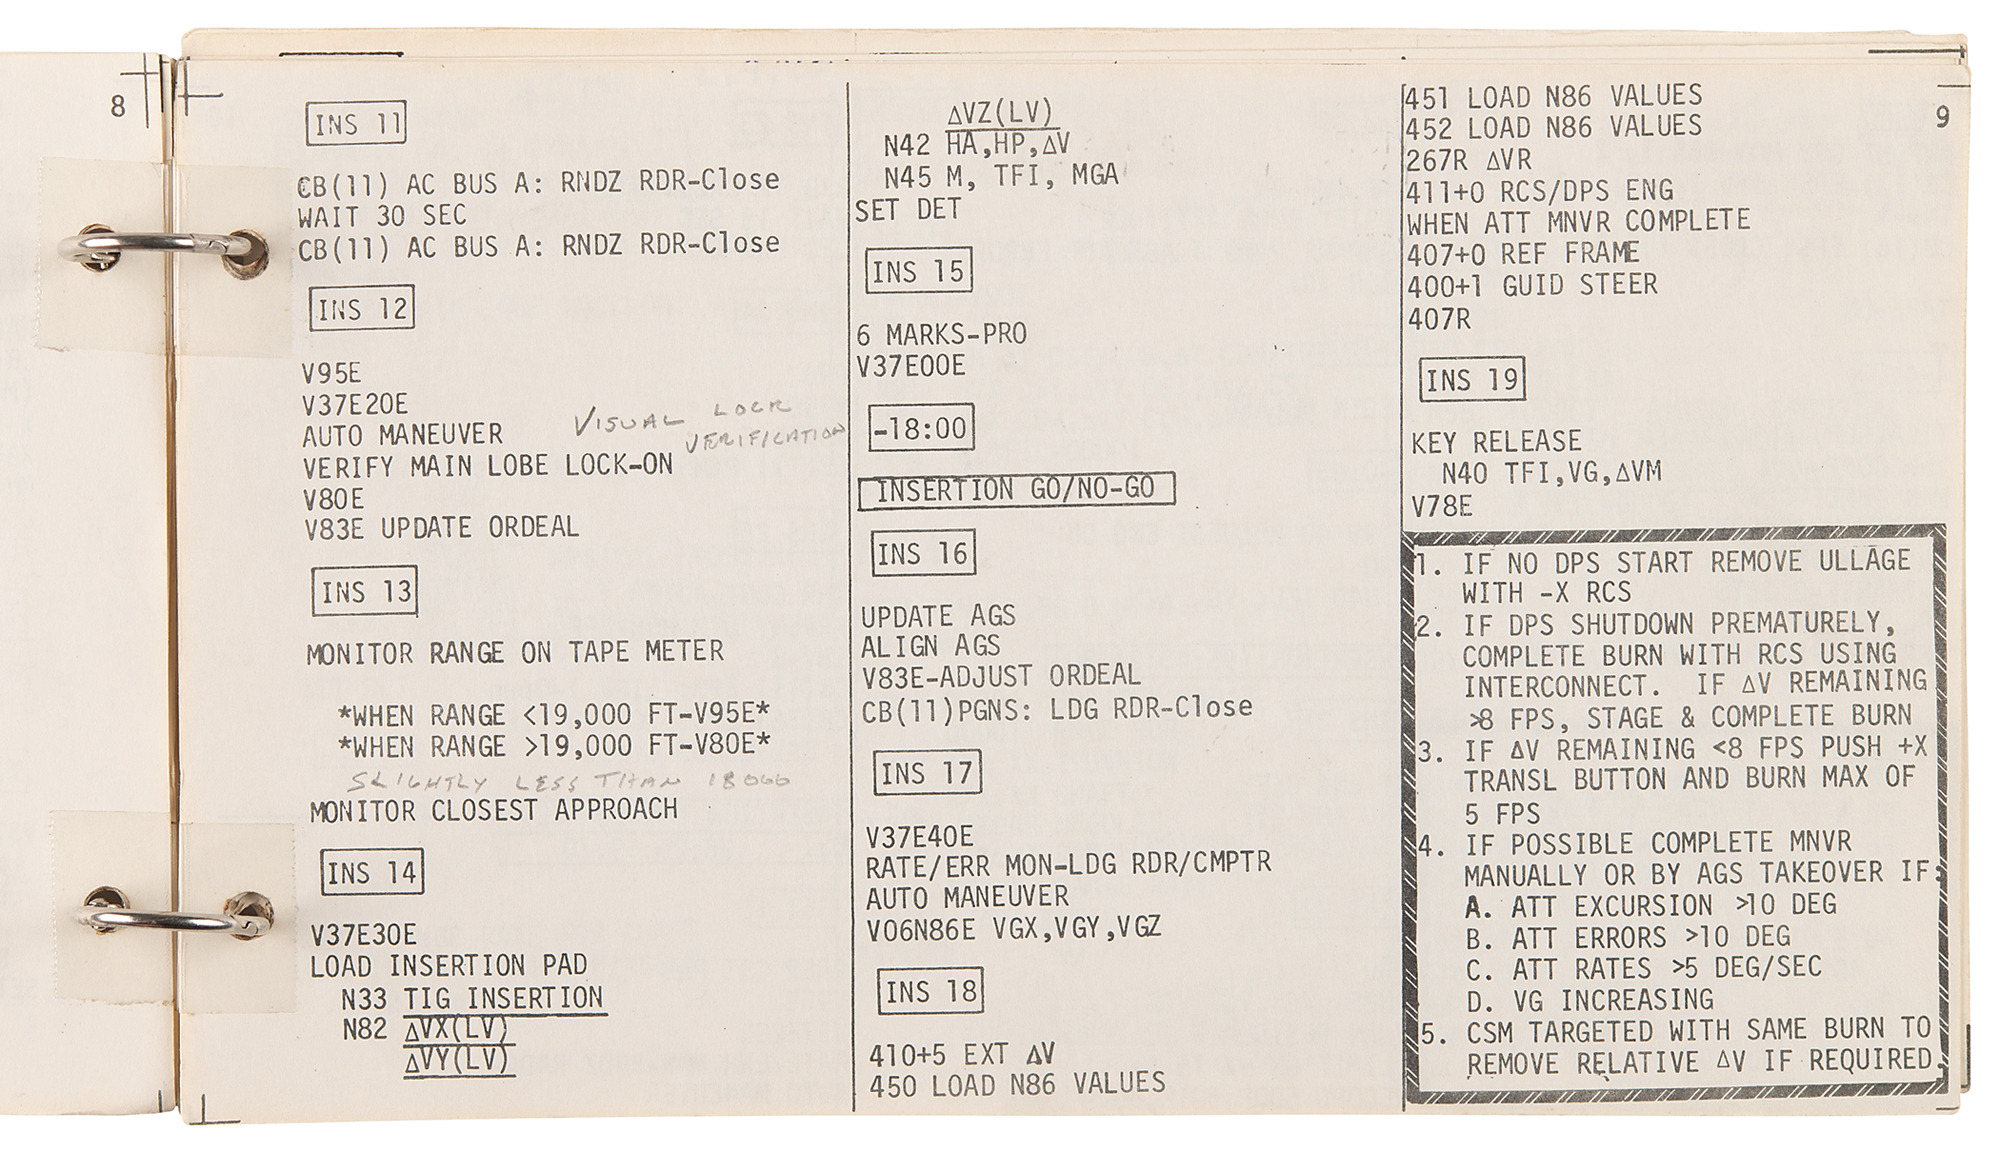 8
INS 11
CB(11) AC BUS A: RNDZ RDR-Close
WAIT 30 SEC
CB(11) AC BUS A: RNDZ RDR-Close
INS 12
V95E
V37E20E
AUTO MANEUVER
VISUAL LOCK
VERIFICATION
VERIFY MAIN LOBE LOCK-ON
V80E
V83E UPDATE ORDEAL
INS 13
MONITOR RANGE ON TAPE METER
*WHEN RANGE <19,000 FT-V95E*
*WHEN RANGE >19,000 FT-V80E*
SLIGHTLY LESS THAN 18000
MONITOR CLOSEST APPROACH
INS 14
V37E30E
LOAD INSERTION PAD
N33 TIG INSERTION
N82 ΔVX(LV)
ΔVY(LV)
ΔVZ(LV)
N42 HA,HP,ΔV
N45 M, TFI, MGA
SET DET
INS 15
6 MARKS-PRO
V37E00E
-18:00
INSERTION GO/NO-GO
INS 16
UPDATE AGS
ALIGN AGS
V83E-ADJUST ORDEAL
CB(11)PGNS: LDG RDR-Close
INS 17
V37E40E
RATE/ERR MON-LDG RDR/CMPTR
AUTO MANEUVER
V06N86E VGX,VGY,VGZ
INS 18
410+5 EXT ΔV
450 LOAD N86 VALUES
451 LOAD N86 VALUES
452 LOAD N86 VALUES
9
267R ΔVR
411+0 RCS/DPS ENG
WHEN ATT MNVR COMPLETE
407+0 REF FRAME
400+1 GUID STEER
407R
INS 19
KEY RELEASE
N40 TFI,VG,ΔVM
V78E
1. IF NO DPS START REMOVE ULLAGE
WITH -X RCS
2. IF DPS SHUTDOWN PREMATURELY,
COMPLETE BURN WITH RCS USING
INTERCONNECT. IF ΔV REMAINING
>8 FPS, STAGE & COMPLETE BURN
3. IF ΔV REMAINING <8 FPS PUSH +X
TRANSL BUTTON AND BURN MAX OF
5 FPS
4. IF POSSIBLE COMPLETE MNVR
MANUALLY OR BY AGS TAKEOVER IF:
A. ATT EXCURSION >10 DEG
B. ATT ERRORS >10 DEG
C. ATT RATES >5 DEG/SEC
D. VG INCREASING
5. CSM TARGETED WITH SAME BURN TO
REMOVE RELATIVE ΔV IF REQUIRED.